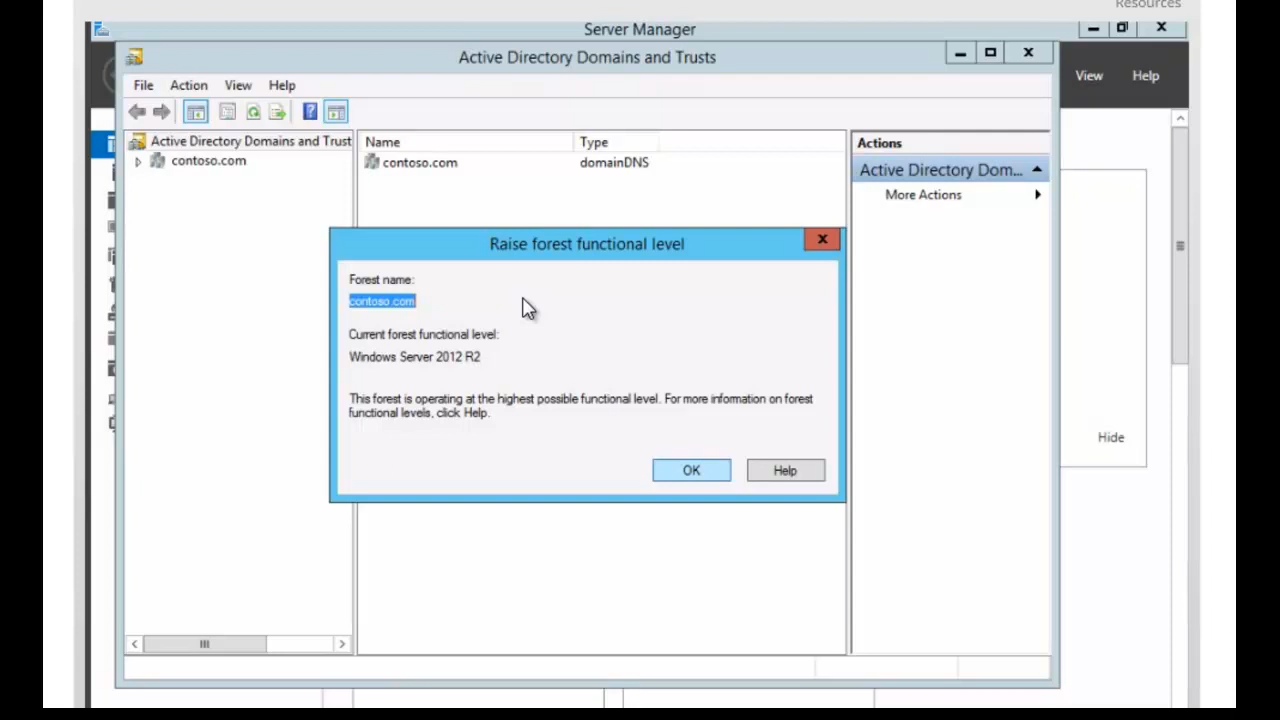 Resources
Server Manager
Active Directory Domains and Trusts
View Help
File Action View Help
Active Directory Domains and Trust
contoso.com
Name Type
contoso.com domainDNS
Actions
Active Directory Dom...
More Actions
Raise forest functional level
Forest name:
contoso.com
Current forest functional level:
Windows Server 2012 R2
This forest is operating at the highest possible functional level. For more information on forest
functional levels, click Help.
OK Help
Hide